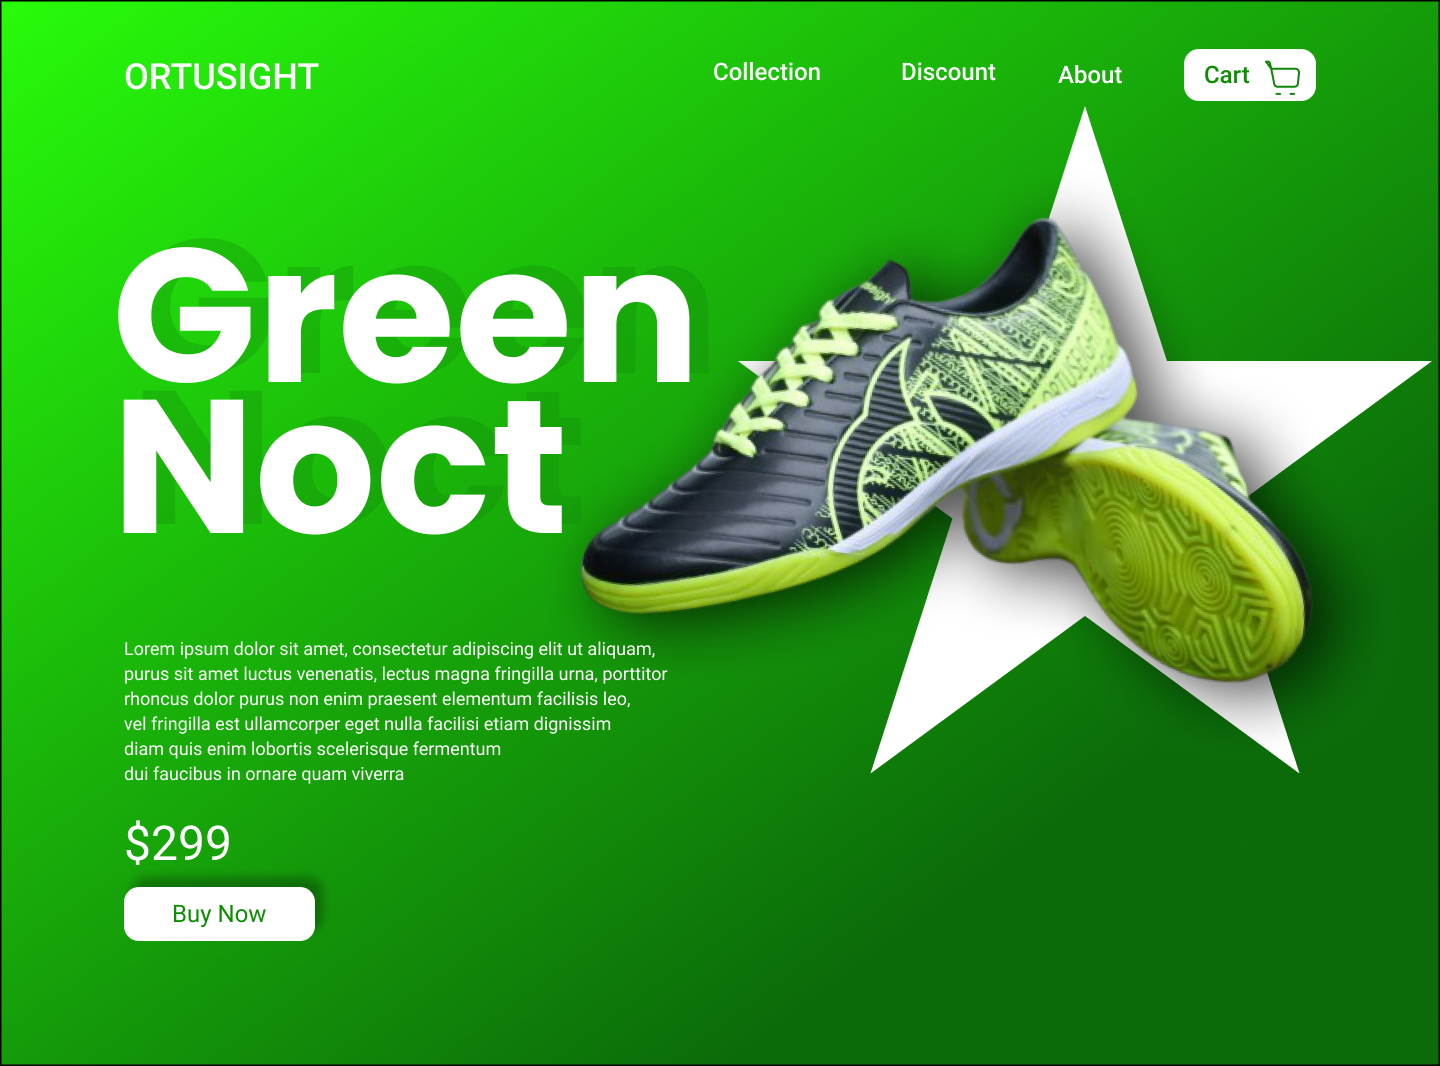 ORTUSIGHT
Collection
Discount
About
Cart
Green
Noct
ORTUSEIGHT
Lorem ipsum dolor sit amet, consectetur adipiscing elit ut aliquam,
purus sit amet luctus venenatis, lectus magna fringilla urna, porttitor
rhoncus dolor purus non enim praesent elementum facilisis leo,
vel fringilla est ullamcorper eget nulla facilisi etiam dignissim
diam quis enim lobortis scelerisque fermentum
dui faucibus in ornare quam viverra
$299
Buy Now